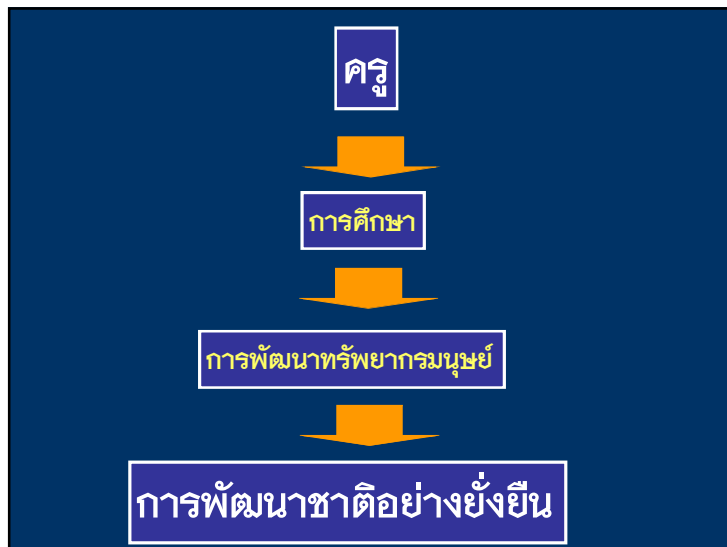 ครู
การศึกษา
การพัฒนาทรัพยากรมนุษย์
การพัฒนาชาติอย่างยั่งยืน